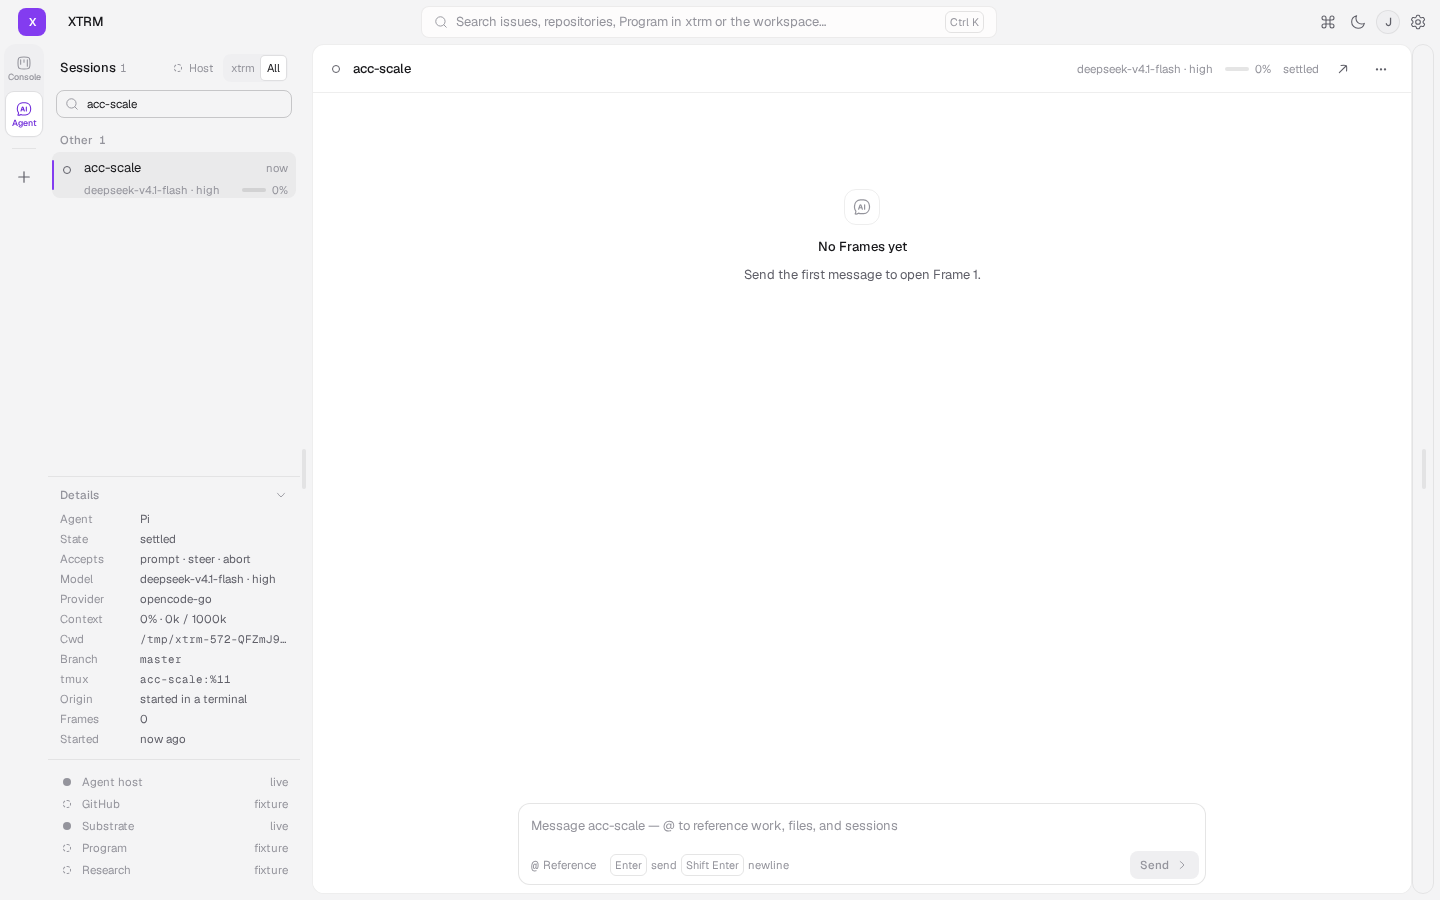 X XTRM Search issues, repositories, Program in xtrm or the workspace... Ctrl K J
Console
AI
Agent
Sessions 1 Host xtrm All
acc-scale
Other 1
acc-scale now
deepseek-v4.1-flash · high 0%
acc-scale deepseek-v4.1-flash · high 0% settled
AI
No Frames yet
Send the first message to open Frame 1.
Details
Agent Pi
State settled
Accepts prompt · steer · abort
Model deepseek-v4.1-flash · high
Provider opencode-go
Context 0% · 0k / 1000k
Cwd /tmp/xtrm-572-QFZmJ9…
Branch master
tmux acc-scale:%11
Origin started in a terminal
Frames 0
Started now ago
Agent host live
GitHub fixture
Substrate live
Program fixture
Research fixture
Message acc-scale — @ to reference work, files, and sessions
@ Reference Enter send Shift Enter newline Send